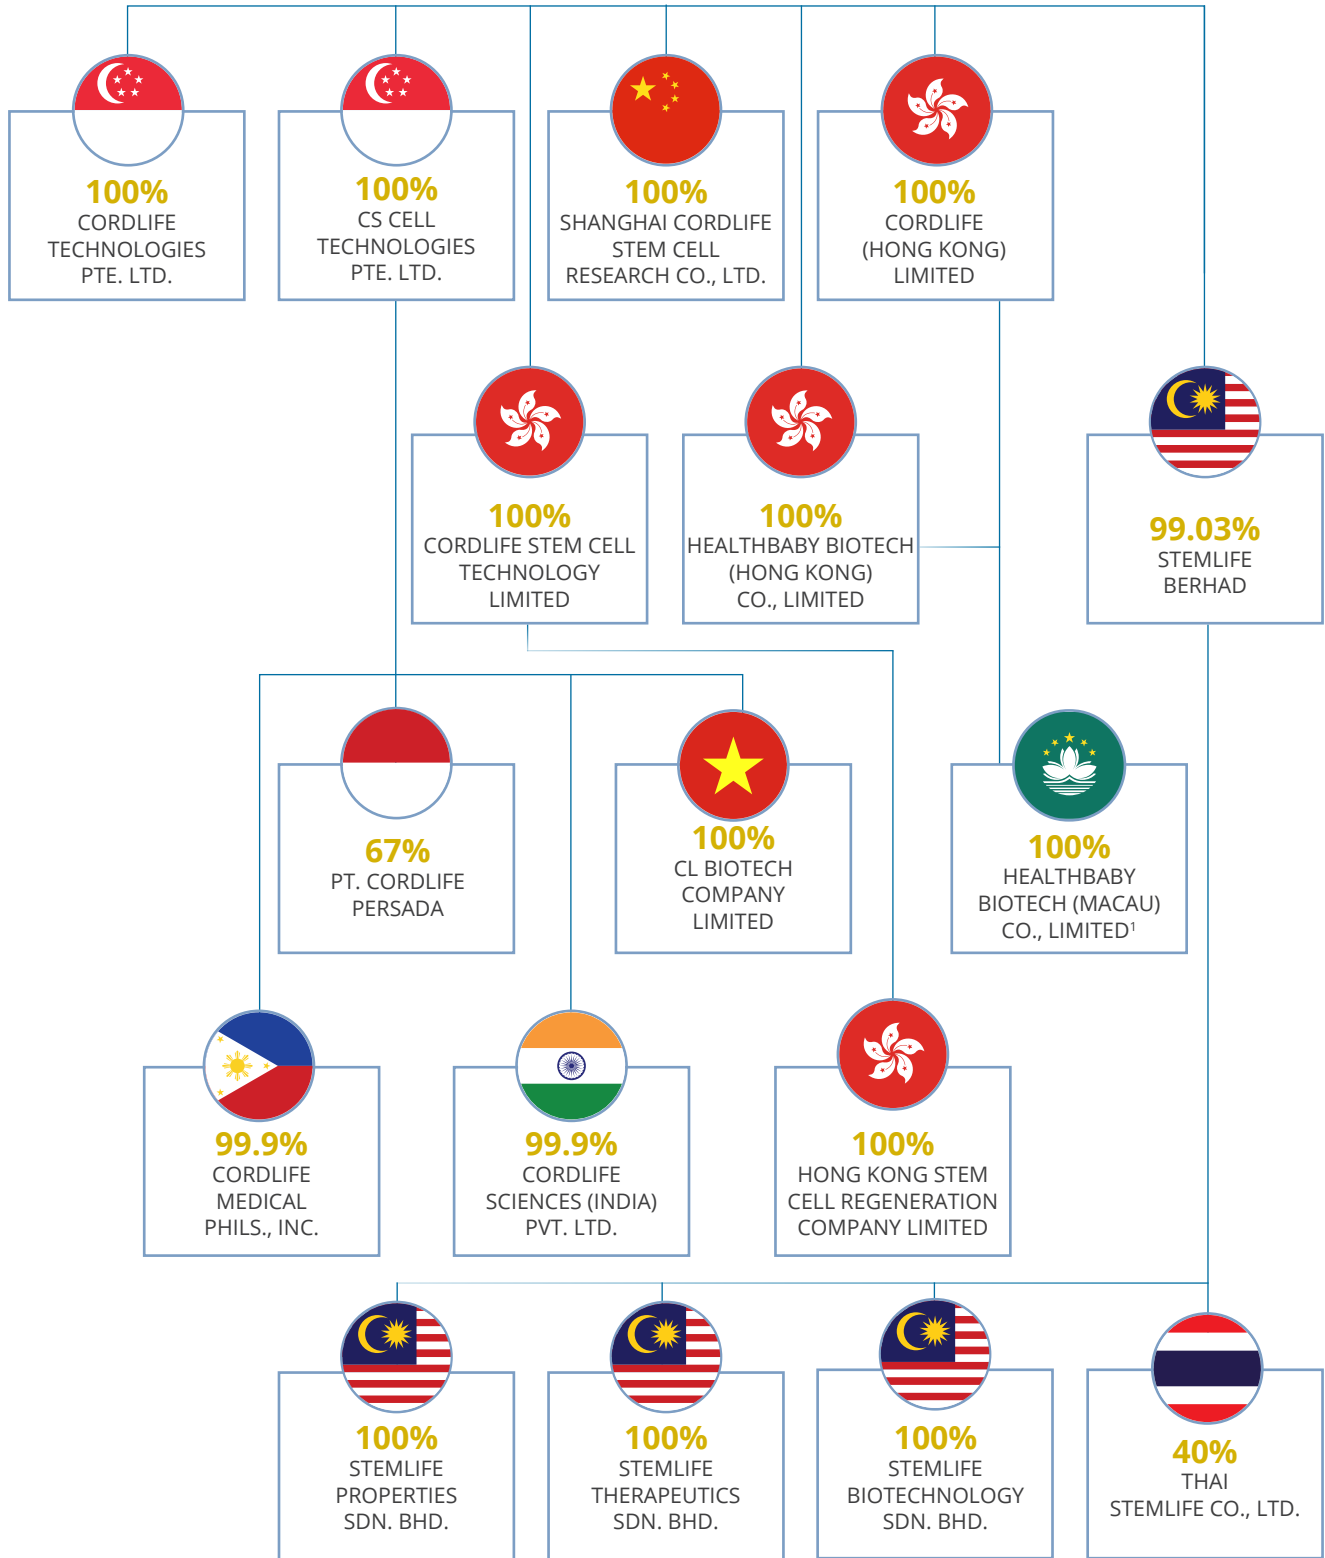 100%
CORDLIFE
TECHNOLOGIES
PTE. LTD.
100%
CS CELL
TECHNOLOGIES
PTE. LTD.
100%
SHANGHAI CORDLIFE
STEM CELL
RESEARCH CO., LTD.
100%
CORDLIFE
(HONG KONG)
LIMITED
100%
CORDLIFE STEM CELL
TECHNOLOGY
LIMITED
100%
HEALTHBABY BIOTECH
(HONG KONG)
CO., LIMITED
99.03%
STEMLIFE
BERHAD
67%
PT. CORDLIFE
PERSADA
100%
CL BIOTECH
COMPANY
LIMITED
100%
HEALTHBABY
BIOTECH (MACAU)
CO., LIMITED¹
99.9%
CORDLIFE
MEDICAL
PHILS., INC.
99.9%
CORDLIFE
SCIENCES (INDIA)
PVT. LTD.
100%
HONG KONG STEM
CELL REGENERATION
COMPANY LIMITED
100%
STEMLIFE
PROPERTIES
SDN. BHD.
100%
STEMLIFE
THERAPEUTICS
SDN. BHD.
100%
STEMLIFE
BIOTECHNOLOGY
SDN. BHD.
40%
THAI
STEMLIFE CO., LTD.